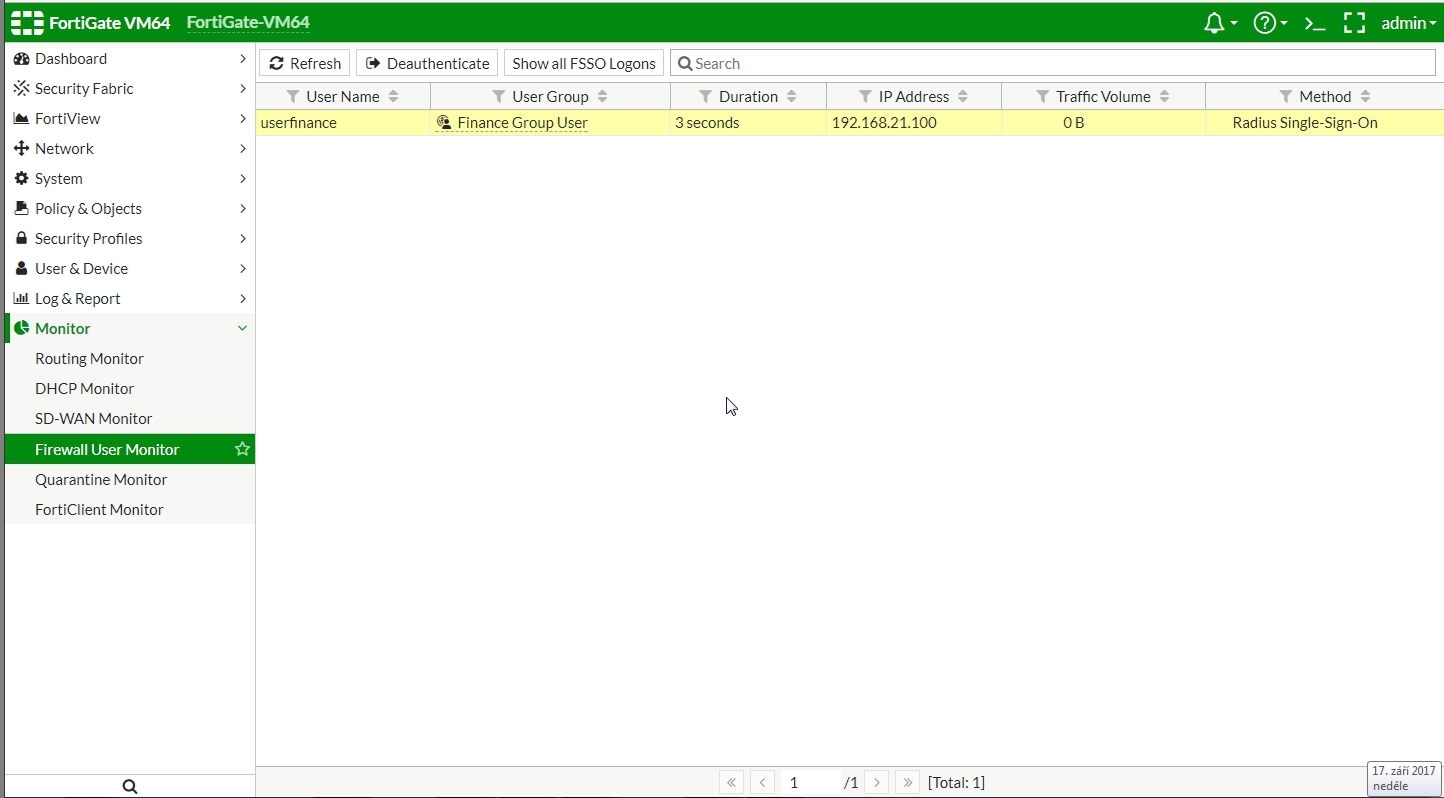 FortiGate VM64 FortiGate-VM64 admin
Dashboard
Security Fabric
FortiView
Network
System
Policy & Objects
Security Profiles
User & Device
Log & Report
Monitor
Routing Monitor
DHCP Monitor
SD-WAN Monitor
Firewall User Monitor
Quarantine Monitor
FortiClient Monitor
Refresh Deauthenticate Show all FSSO Logons Search
User Name User Group Duration IP Address Traffic Volume Method
userfinance Finance Group User 3 seconds 192.168.21.100 0 B Radius Single-Sign-On
« < 1 /1 > » [Total: 1]
17. září 2017
neděle